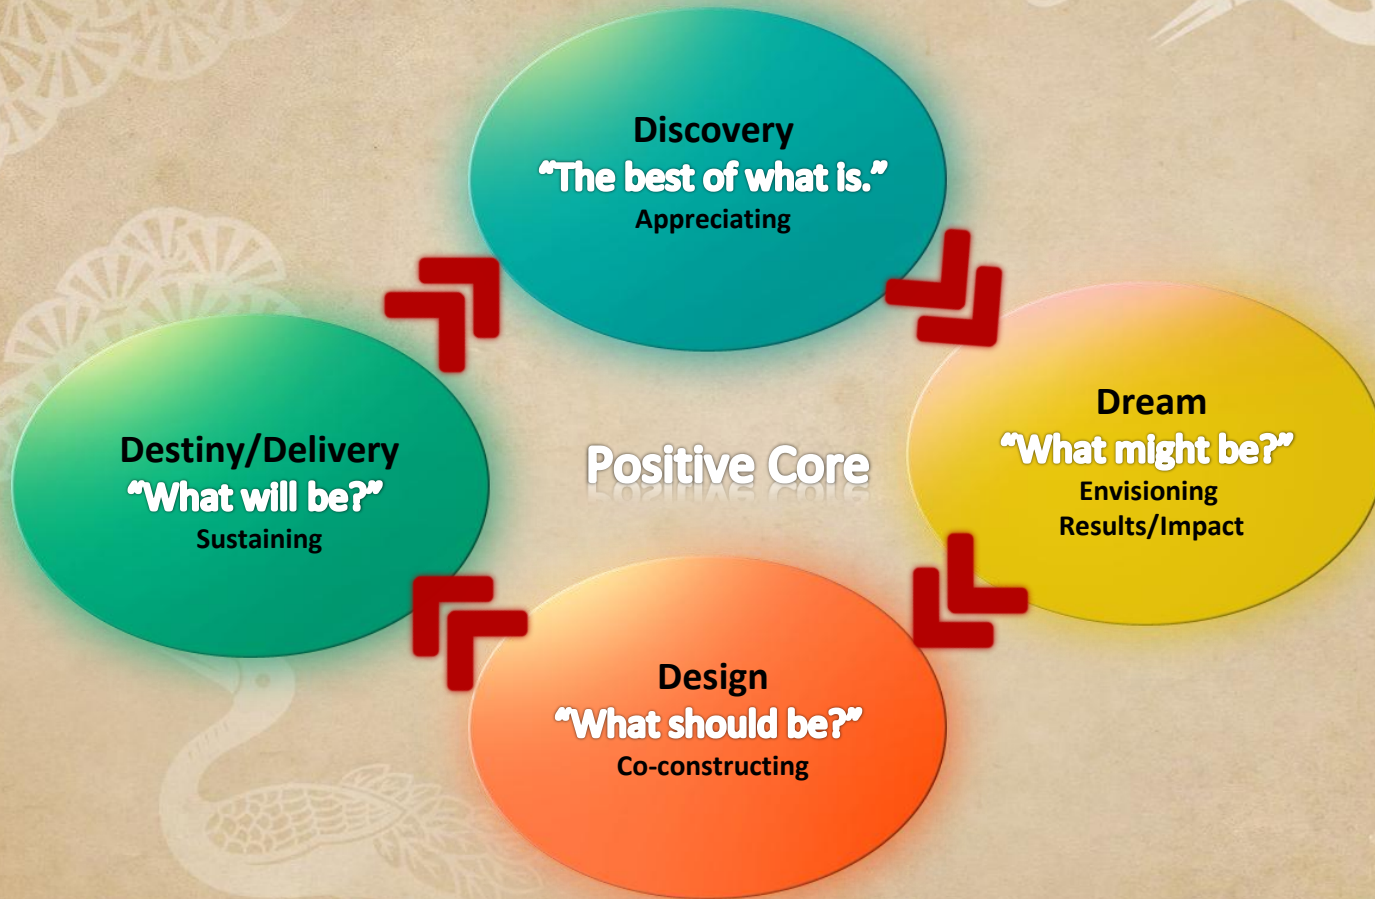 Discovery
“The best of what is.”
Appreciating
Dream
“What might be?”
Envisioning
Results/Impact
Positive Core
Destiny/Delivery
“What will be?”
Sustaining
Design
“What should be?”
Co-constructing